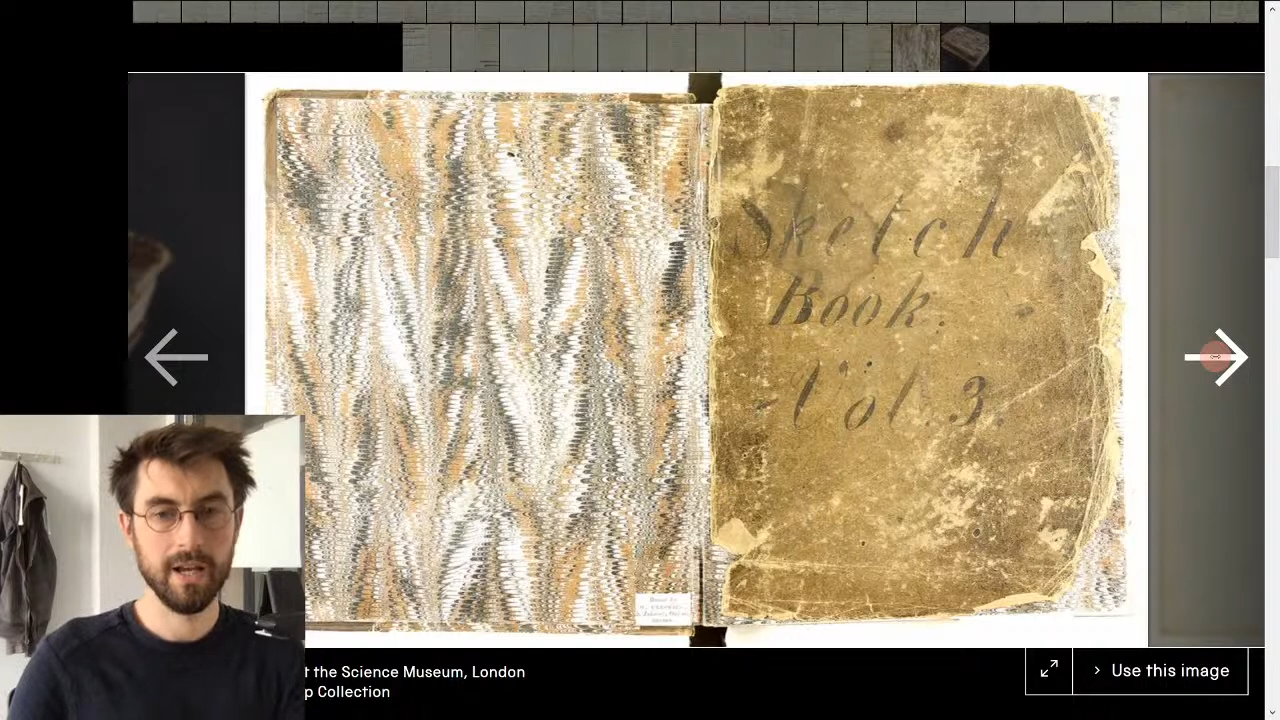 Sketch
Book.
Vol. 3.
t the Science Museum, London
p Collection
Use this image